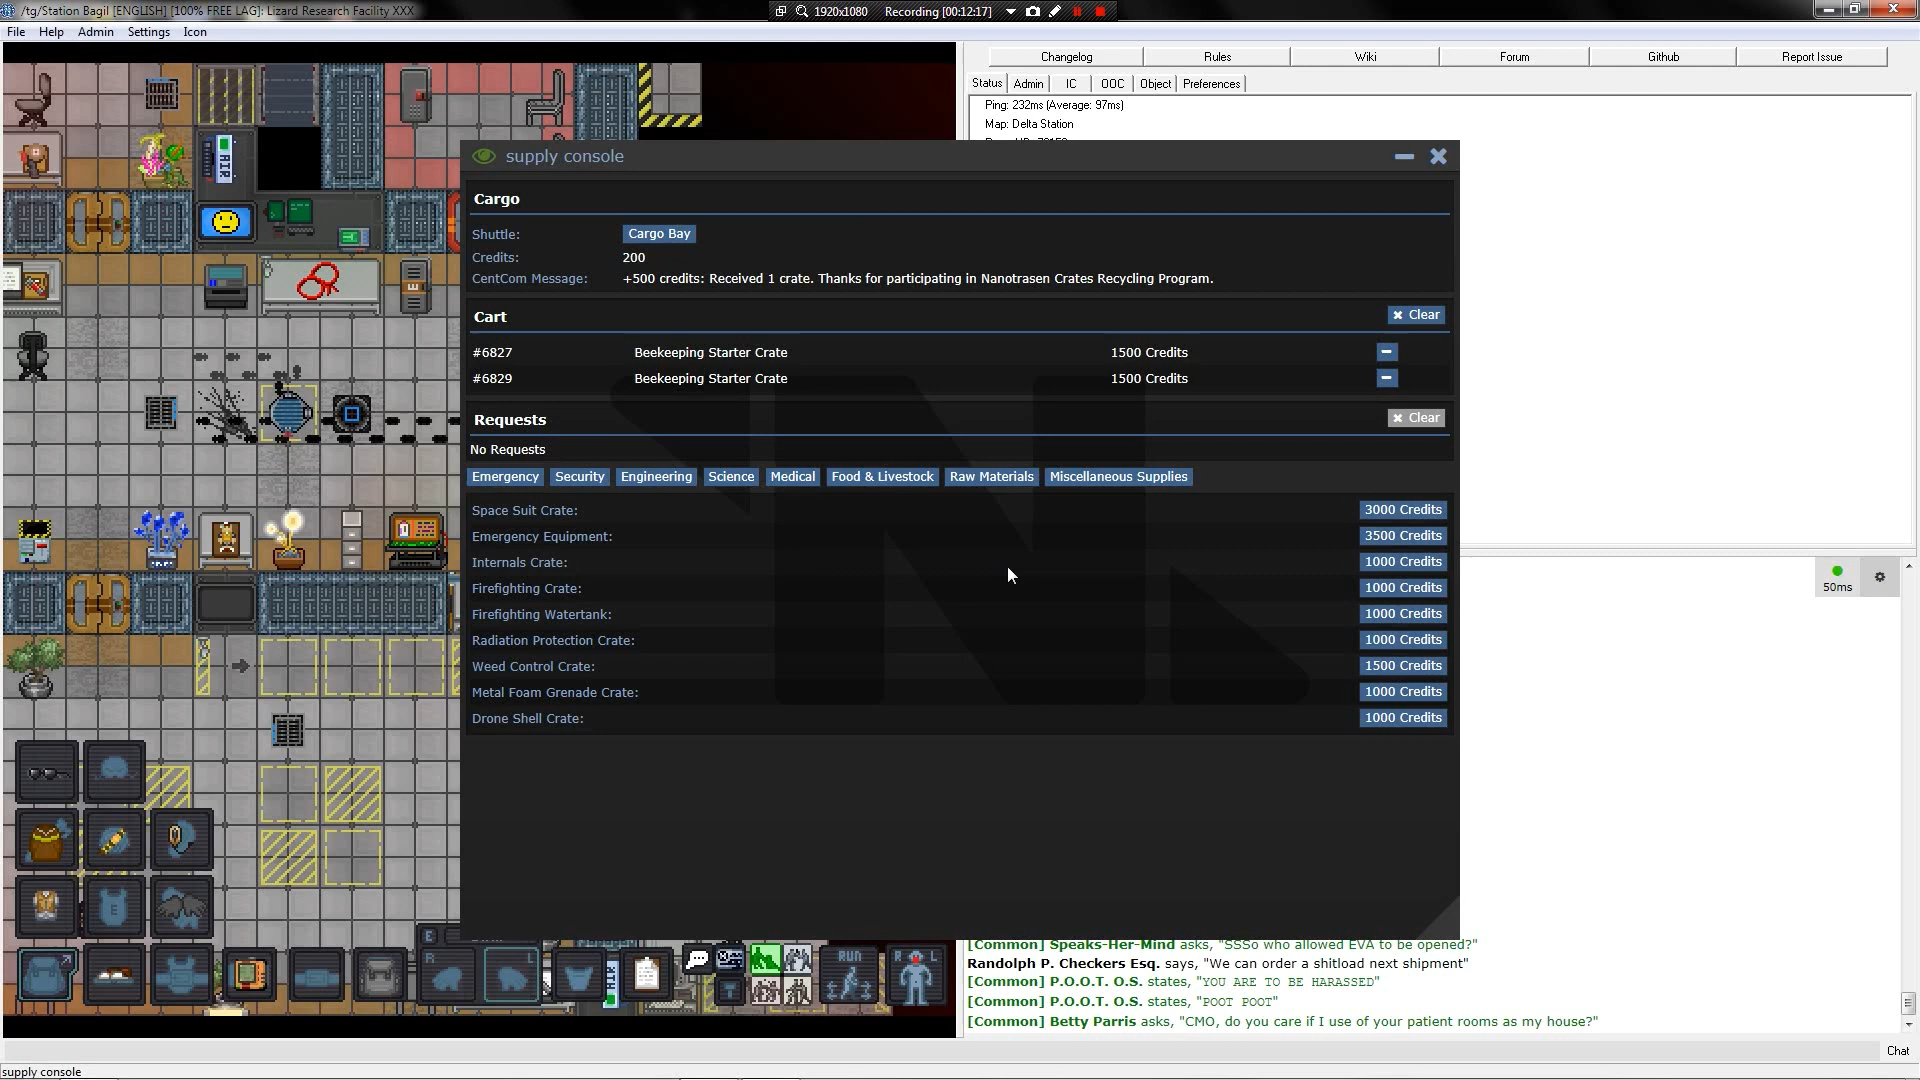 /tg/Station Bagil [ENGLISH] [100% FREE LAG]: Lizard Research Facility XXX
1920x1080 Recording [00:12:17]
File Help Admin Settings Icon
Changelog Rules Wiki Forum Github Report Issue
Status Admin IC OOC Object Preferences
Ping: 232ms (Average: 97ms)
Map: Delta Station
supply console
Cargo
Shuttle: Cargo Bay
Credits: 200
CentCom Message: +500 credits: Received 1 crate. Thanks for participating in Nanotrasen Crates Recycling Program.
Cart Clear
#6827 Beekeeping Starter Crate 1500 Credits
#6829 Beekeeping Starter Crate 1500 Credits
Requests Clear
No Requests
Emergency Security Engineering Science Medical Food & Livestock Raw Materials Miscellaneous Supplies
Space Suit Crate: 3000 Credits
Emergency Equipment: 3500 Credits
Internals Crate: 1000 Credits
Firefighting Crate: 1000 Credits
Firefighting Watertank: 1000 Credits
Radiation Protection Crate: 1000 Credits
Weed Control Crate: 1500 Credits
Metal Foam Grenade Crate: 1000 Credits
Drone Shell Crate: 1000 Credits
50ms
[Common] Speaks-Her-Mind asks, "SSSo who allowed EVA to be opened?"
Randolph P. Checkers Esq. says, "We can order a shitload next shipment"
[Common] P.O.O.T. O.S. states, "YOU ARE TO BE HARASSED"
[Common] P.O.O.T. O.S. states, "POOT POOT"
[Common] Betty Parris asks, "CMO, do you care if I use of your patient rooms as my house?"
E
R L
RUN
R L
Chat
supply console